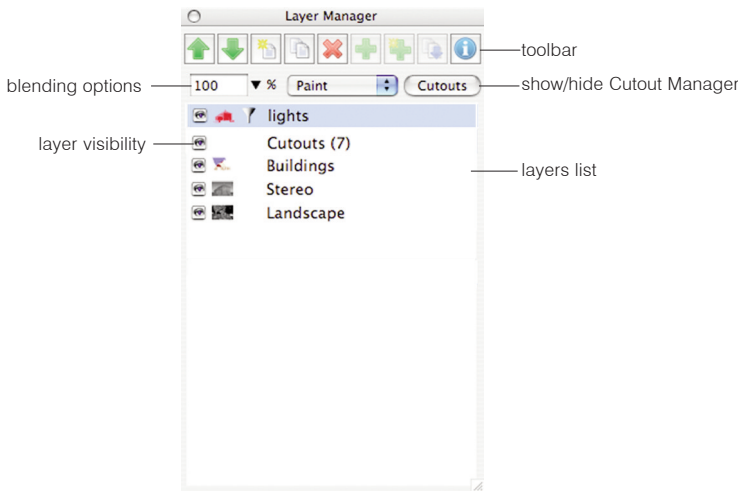 Layer Manager
toolbar
blending options
100 % Paint Cutouts
show/hide Cutout Manager
lights
layer visibility
Cutouts (7)
Buildings
layers list
Stereo
Landscape